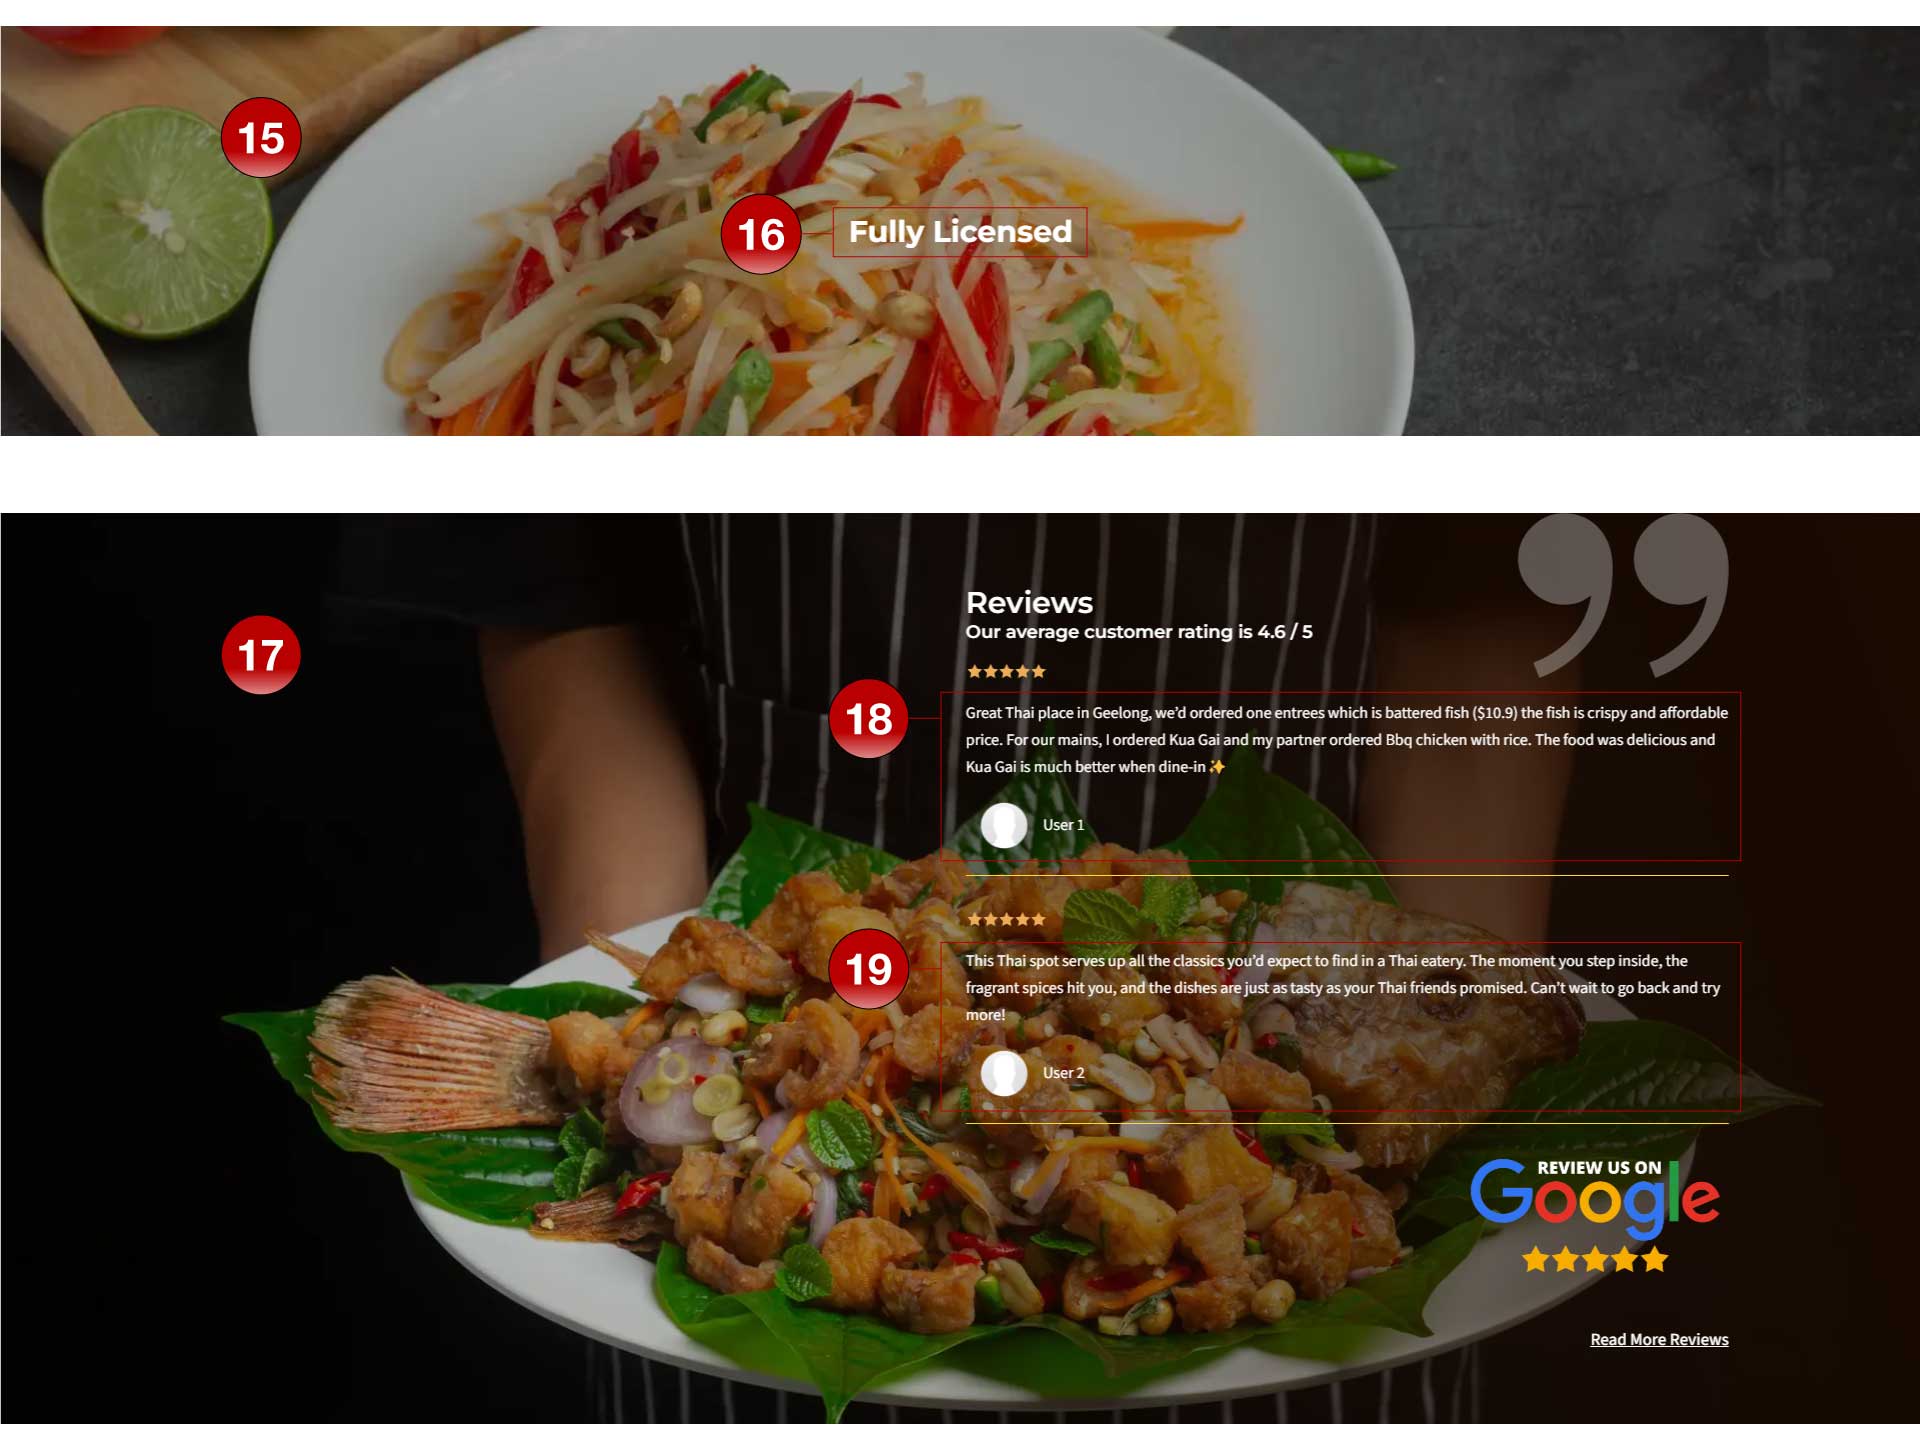 15
16
Fully Licensed
17
Reviews
Our average customer rating is 4.6 / 5
18
Great Thai place in Geelong, we’d ordered one entrees which is battered fish ($10.9) the fish is crispy and affordable
price. For our mains, I ordered Kua Gai and my partner ordered Bbq chicken with rice. The food was delicious and
Kua Gai is much better when dine-in ✨
User 1
19
This Thai spot serves up all the classics you’d expect to find in a Thai eatery. The moment you step inside, the
fragrant spices hit you, and the dishes are just as tasty as your Thai friends promised. Can’t wait to go back and try
more!
User 2
REVIEW US ON
Google
Read More Reviews